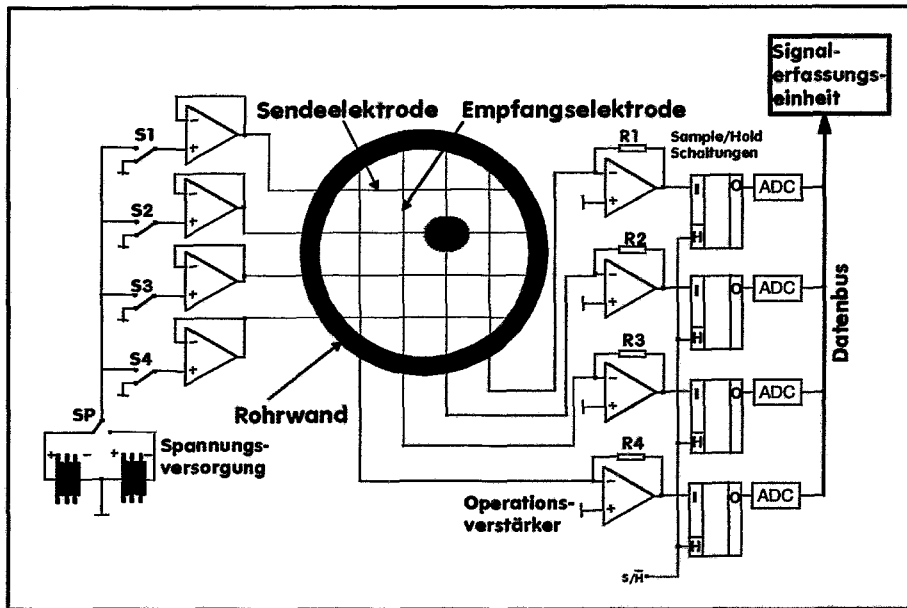 Signal-
erfassungs-
einheit
Sendeelektrode
Empfangselektrode
S1
S2
S3
S4
SP
Rohrwand
Spannungs-
versorgung
+ -
+ -
R1
R2
R3
R4
Sample/Hold
Schaltungen
I O
H
ADC
I O
H
ADC
I O
H
ADC
I O
H
ADC
Datenbus
Operations-
verstärker
S/H̅